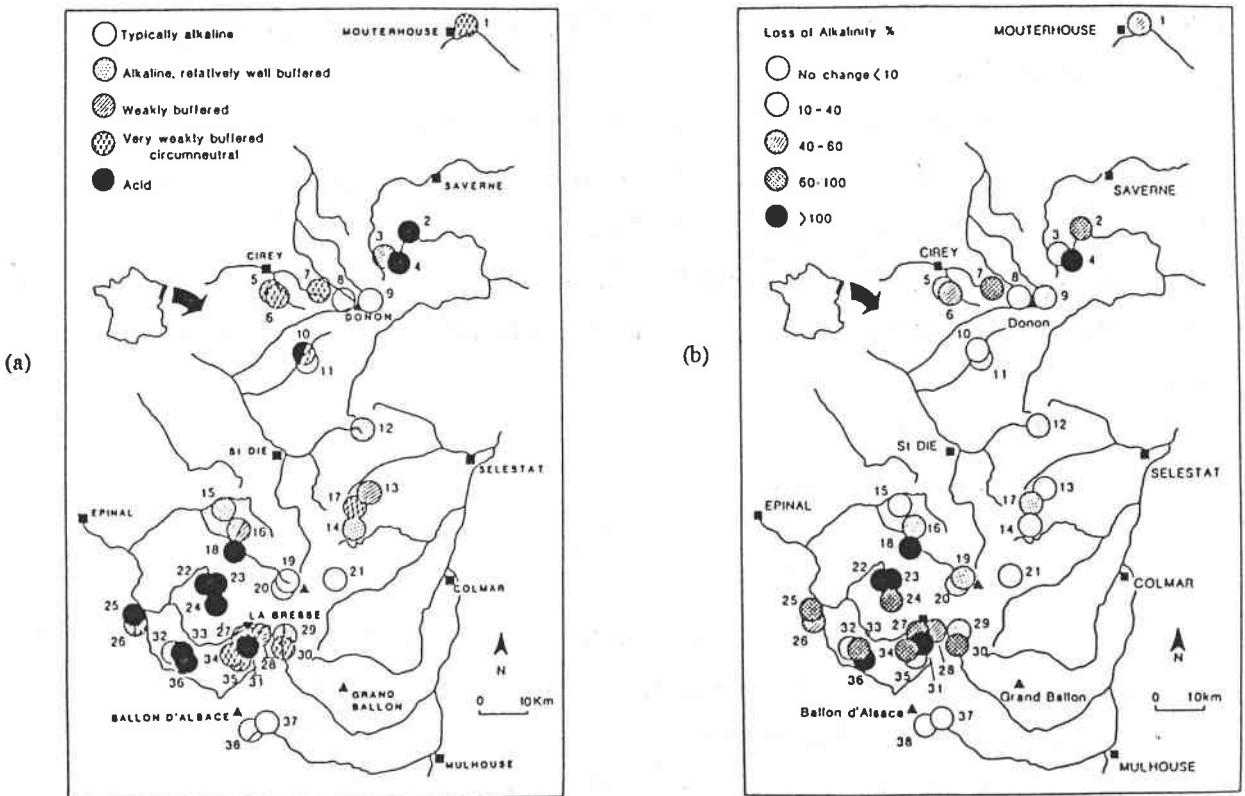 (a)
Typically alkaline
Alkaline, relatively well buffered
Weakly buffered
Very weakly buffered
circumneutral
Acid
MOUTERHOUSE
1
SAVERNE
2
3
4
CIREY
5
6
7
8
9
DONON
10
11
12
ST DIE
SELESTAT
13
17
14
15
16
EPINAL
18
19
20
21
COLMAR
22
23
24
25
26
LA BRESSE
27
29
32
33
34
28
30
35
31
36
N
GRAND
BALLON
0 10Km
BALLON D'ALSACE
37
36
MULHOUSE
(b)
Loss of Alkalinity %
No change < 10
10 - 40
40 - 60
60 - 100
> 100
MOUTERHOUSE
1
SAVERNE
2
3
4
CIREY
5
6
7
8
9
Donon
10
11
12
SI DIE
SELESTAT
13
17
14
15
16
EPINAL
18
19
20
21
COLMAR
22
23
24
25
26
27
29
32
33
34
28
30
35
31
36
N
Grand Ballon
0 10km
Ballon d'Alsace
37
38
MULHOUSE